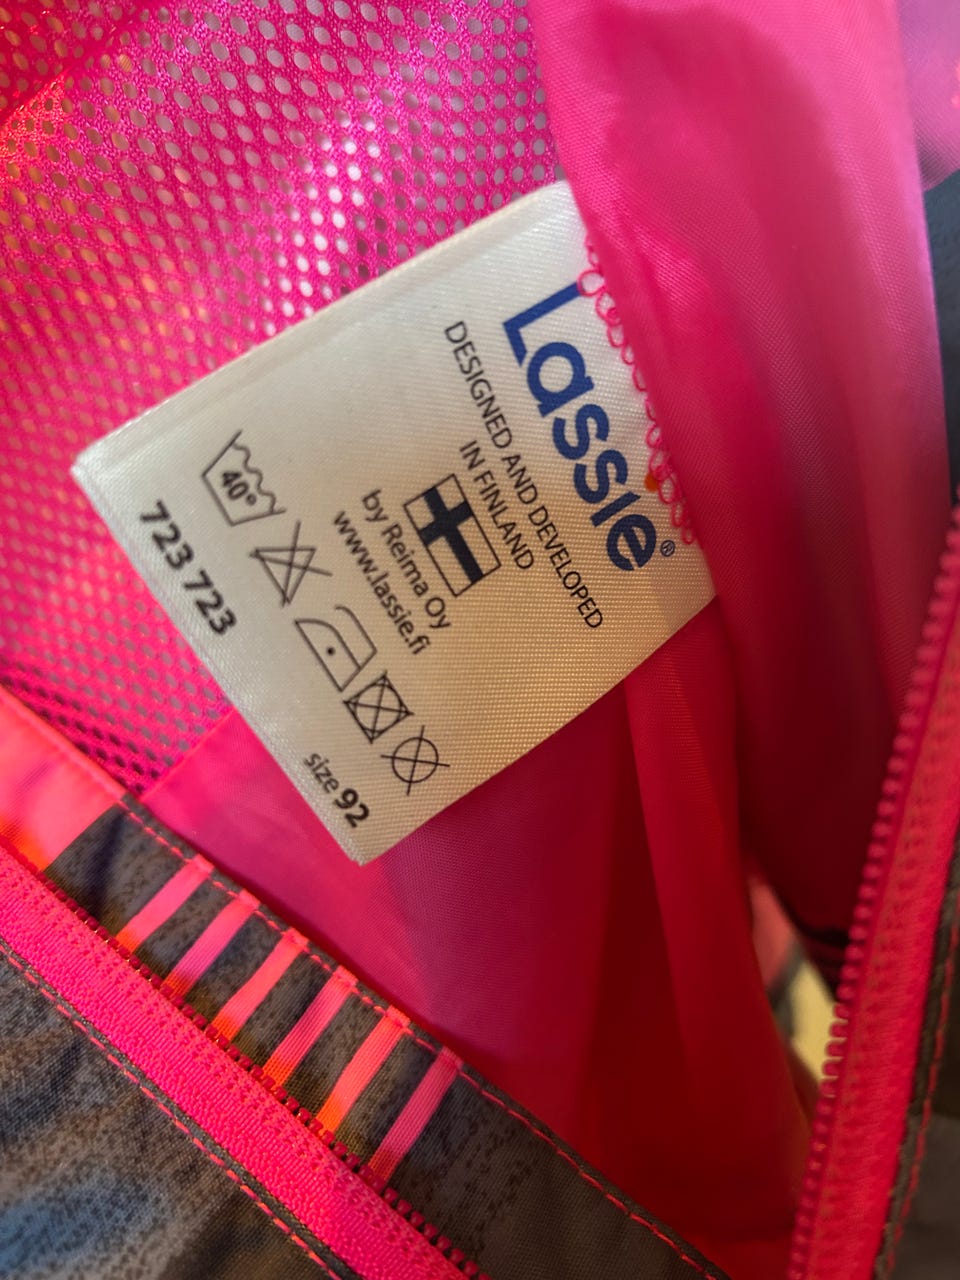 Lassie®
DESIGNED AND DEVELOPED
IN FINLAND
by Reima Oy
www.lassie.fi
40°
723 723
size 92